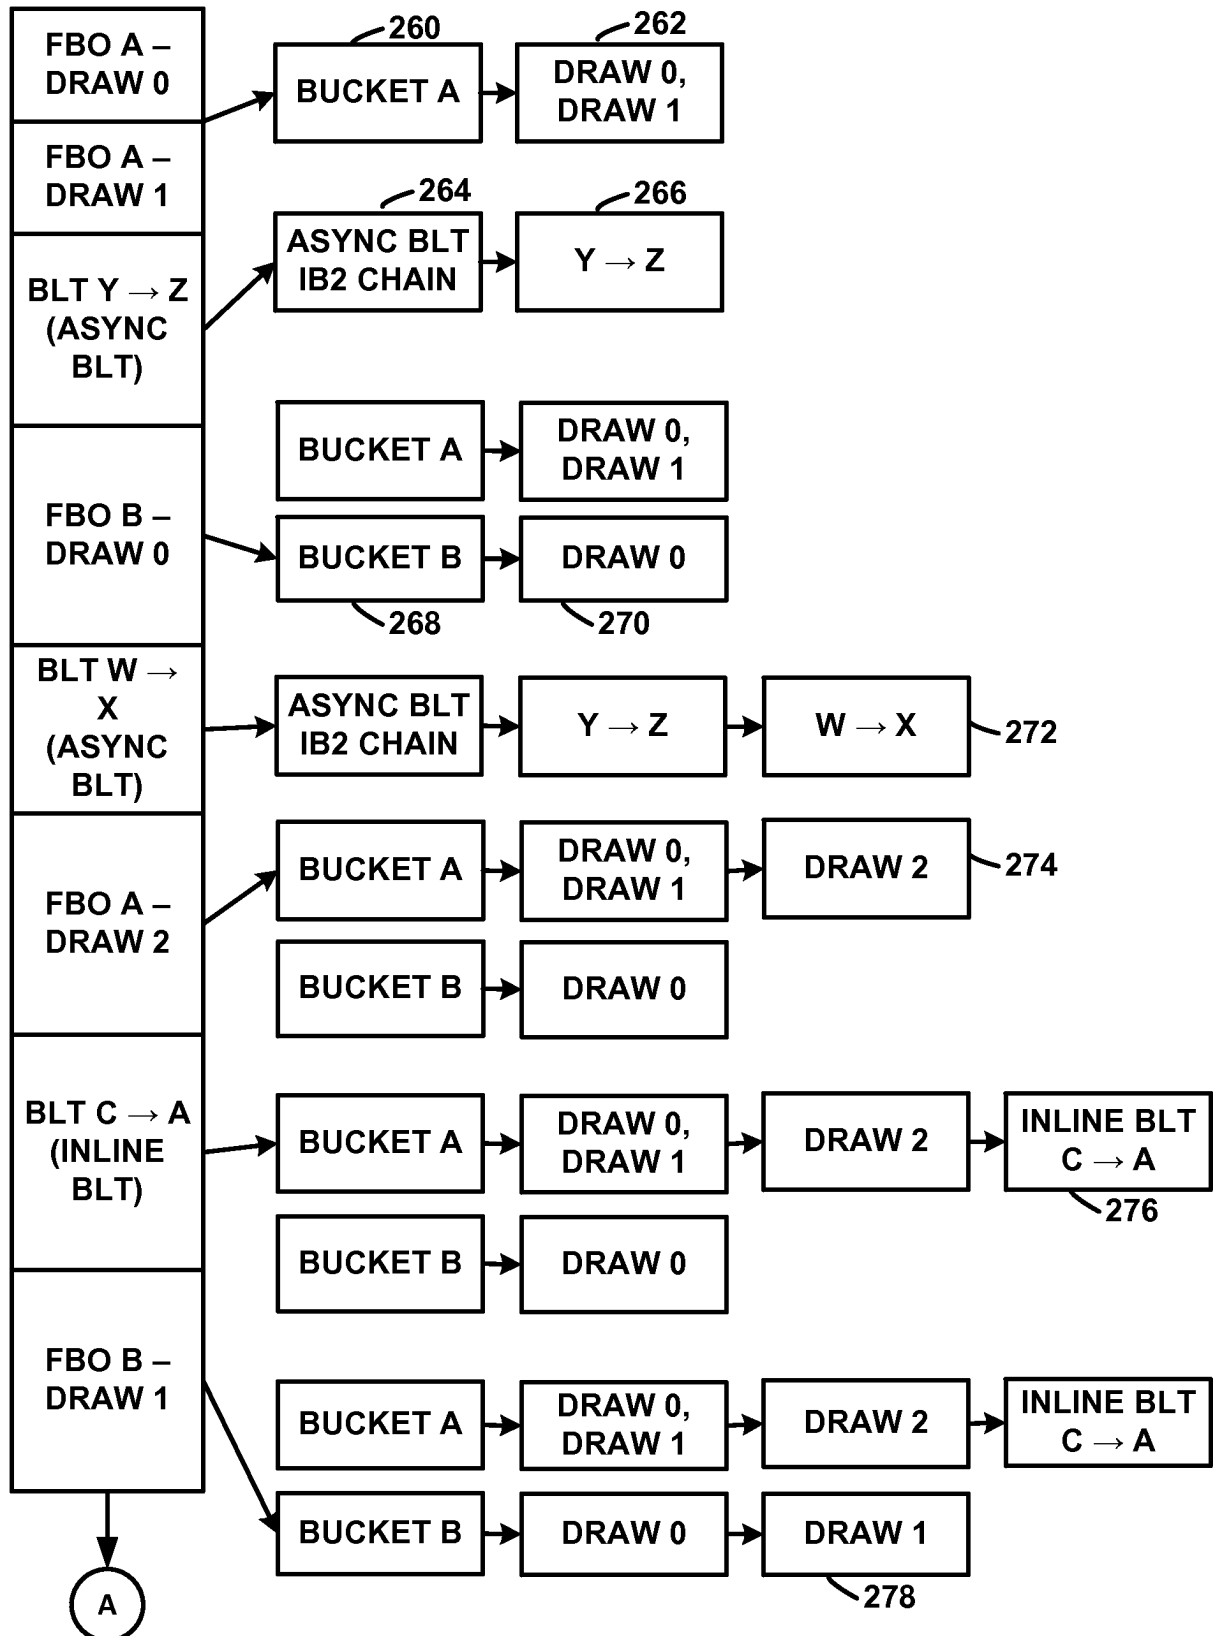 FBO A –
DRAW 0
260
BUCKET A
262
DRAW 0,
DRAW 1
FBO A –
DRAW 1
BLT Y → Z
(ASYNC
BLT)
264
ASYNC BLT
IB2 CHAIN
266
Y → Z
FBO B –
DRAW 0
BUCKET A
DRAW 0,
DRAW 1
BUCKET B
268
DRAW 0
270
BLT W →
X
(ASYNC
BLT)
ASYNC BLT
IB2 CHAIN
Y → Z
W → X
272
FBO A –
DRAW 2
BUCKET A
DRAW 0,
DRAW 1
DRAW 2
274
BUCKET B
DRAW 0
BLT C → A
(INLINE
BLT)
BUCKET A
DRAW 0,
DRAW 1
DRAW 2
INLINE BLT
C → A
276
BUCKET B
DRAW 0
FBO B –
DRAW 1
BUCKET A
DRAW 0,
DRAW 1
DRAW 2
INLINE BLT
C → A
BUCKET B
DRAW 0
DRAW 1
278
A